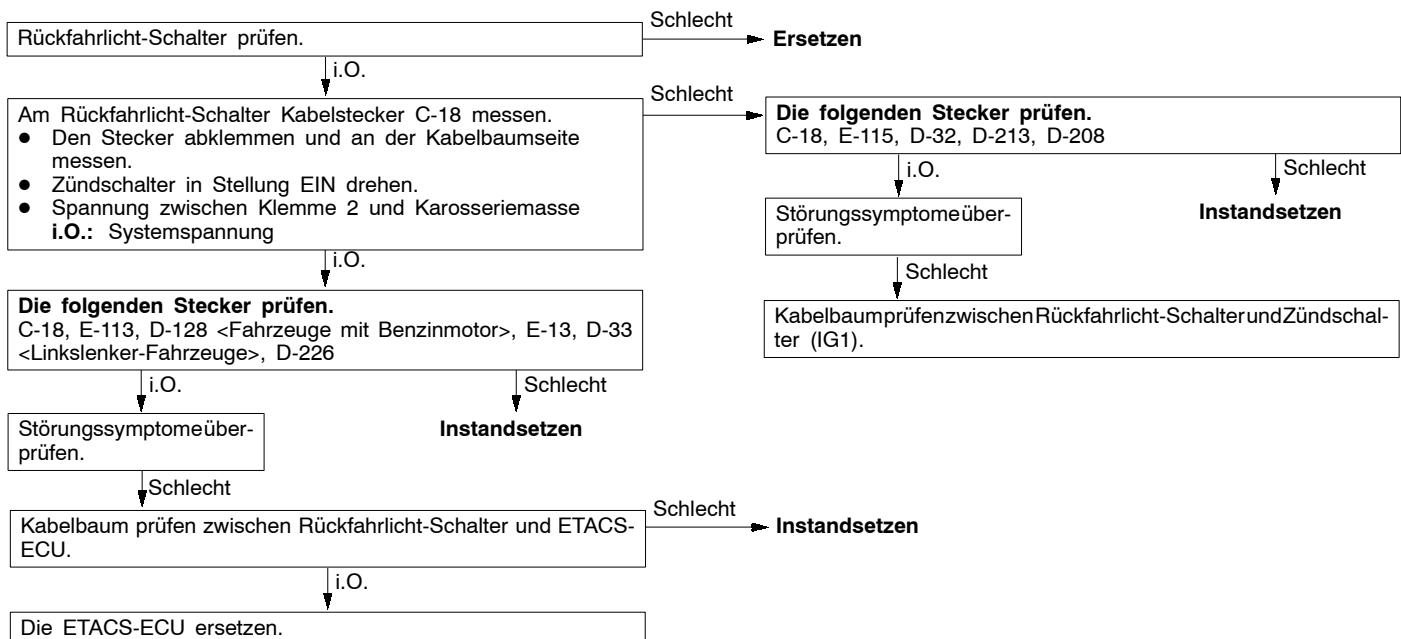 Rückfahrlicht-Schalter prüfen.
Schlecht
Ersetzen
i.O.
Am Rückfahrlicht-Schalter Kabelstecker C-18 messen.
● Den Stecker abklemmen und an der Kabelbaumseite
messen.
● Zündschalter in Stellung EIN drehen.
● Spannung zwischen Klemme 2 und Karosseriemasse
i.O.: Systemspannung
Schlecht
Die folgenden Stecker prüfen.
C-18, E-115, D-32, D-213, D-208
i.O.
Schlecht
Störungssymptomeüber-
prüfen.
Instandsetzen
Schlecht
Kabelbaumprüfenzwischen Rückfahrlicht-SchalterundZündschal-
ter (IG1).
i.O.
Die folgenden Stecker prüfen.
C-18, E-113, D-128 <Fahrzeuge mit Benzinmotor>, E-13, D-33
<Linkslenker-Fahrzeuge>, D-226
i.O.
Schlecht
Störungssymptomeüber-
prüfen.
Instandsetzen
Schlecht
Kabelbaum prüfen zwischen Rückfahrlicht-Schalter und ETACS-
ECU.
Schlecht
Instandsetzen
i.O.
Die ETACS-ECU ersetzen.